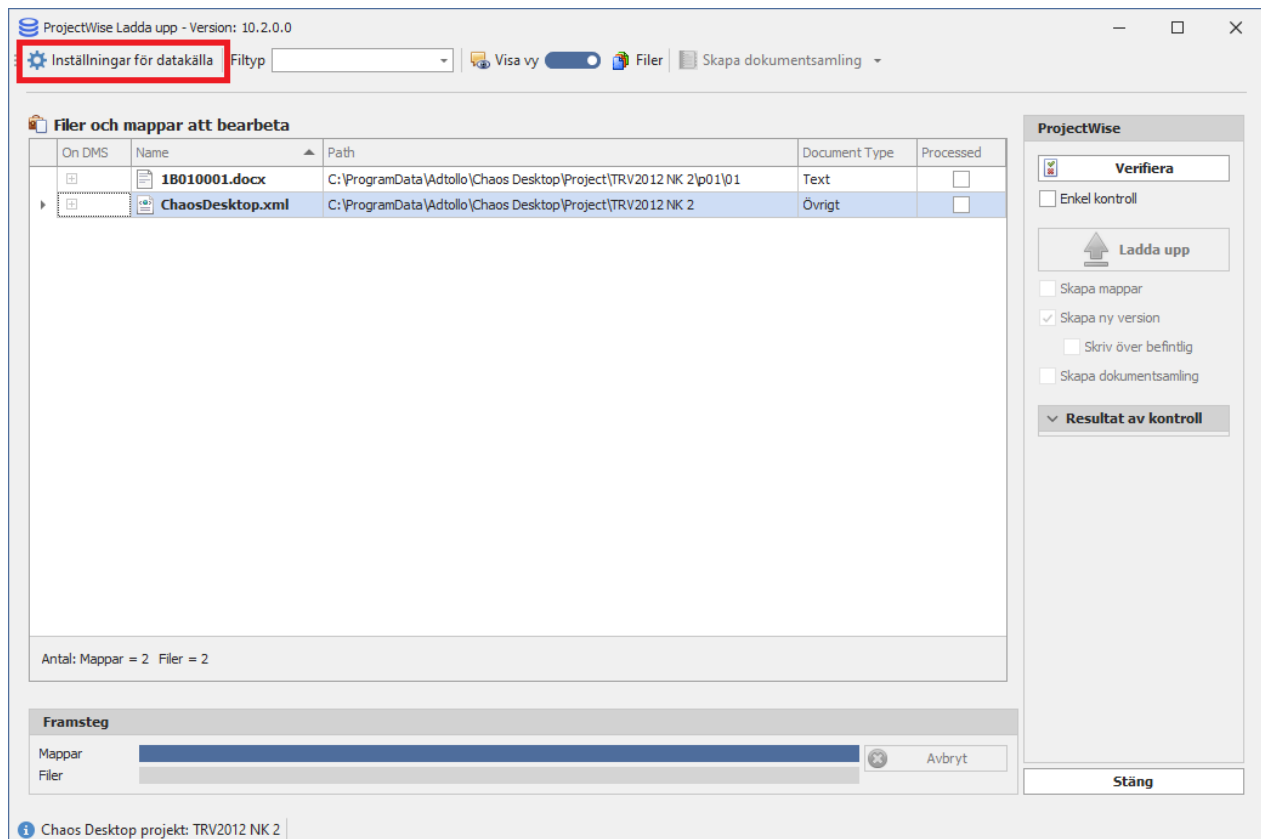 ProjectWise Ladda upp - Version: 10.2.0.0
Inställningar för datakälla Filtyp Visa vy Filer Skapa dokumentsamling
Filer och mappar att bearbeta
On DMS Name Path Document Type Processed
1B010001.docx C:\ProgramData\Adtollo\Chaos Desktop\Project\TRV2012 NK 2\p01\01 Text
ChaosDesktop.xml C:\ProgramData\Adtollo\Chaos Desktop\Project\TRV2012 NK 2 Övrigt
Antal: Mappar = 2 Filer = 2
ProjectWise
Verifiera
Enkel kontroll
Ladda upp
Skapa mappar
Skapa ny version
Skriv över befintlig
Skapa dokumentsamling
Resultat av kontroll
Framsteg
Mappar
Filer
Avbryt
Stäng
Chaos Desktop projekt: TRV2012 NK 2